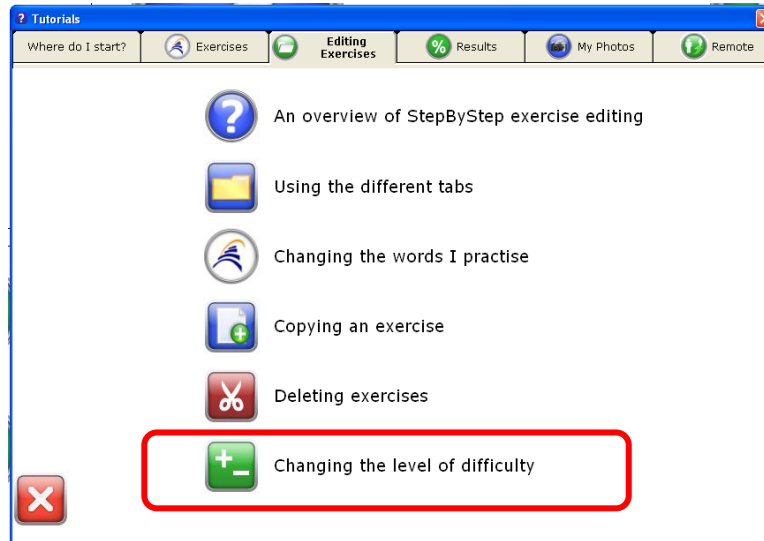 Tutorials
Where do I start?
Exercises
Editing
Exercises
Results
My Photos
Remote
An overview of StepByStep exercise editing
Using the different tabs
Changing the words I practise
Copying an exercise
Deleting exercises
Changing the level of difficulty